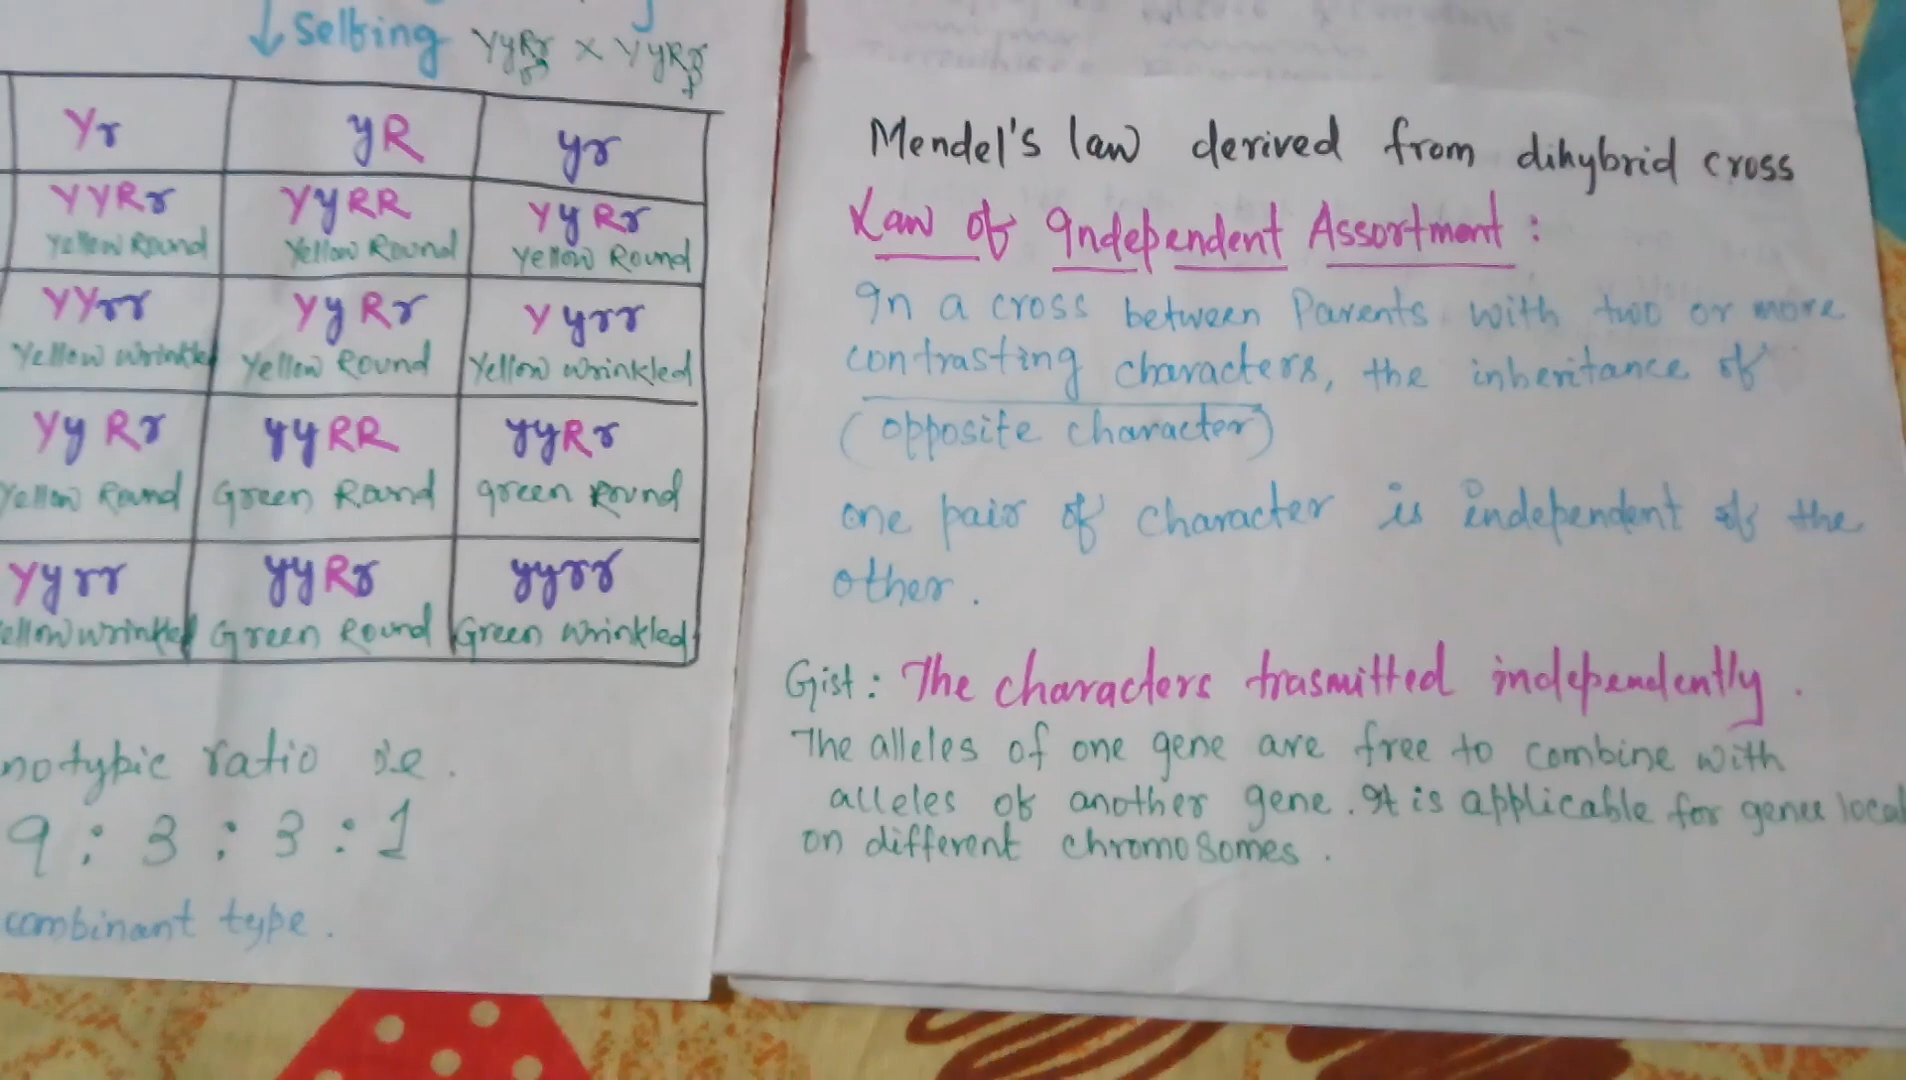 ↓ Selfing YyRr × YyRr
Yr yR yr
YYRr YyRR YyRr
Yellow Round Yellow Round Yellow Round
YYrr YyRr Yyrr
Yellow wrinkled Yellow Round Yellow wrinkled
YyRr yyRR yyRr
Yellow Round Green Round green Round
Yyrr yyRr yyrr
ellow wrinkled Green Round Green wrinkled
notypic ratio i.e.
9 : 3 : 3 : 1
combinant type.
Mendel's law derived from dihybrid cross
Law of Independent Assortment :
In a cross between Parents with two or more
contrasting characters, the inheritance of
(opposite character)
one pair of character is independent of the
other.
Gist : The characters trasmitted independently.
The alleles of one gene are free to combine with
alleles of another gene. It is applicable for genes locat
on different chromosomes.